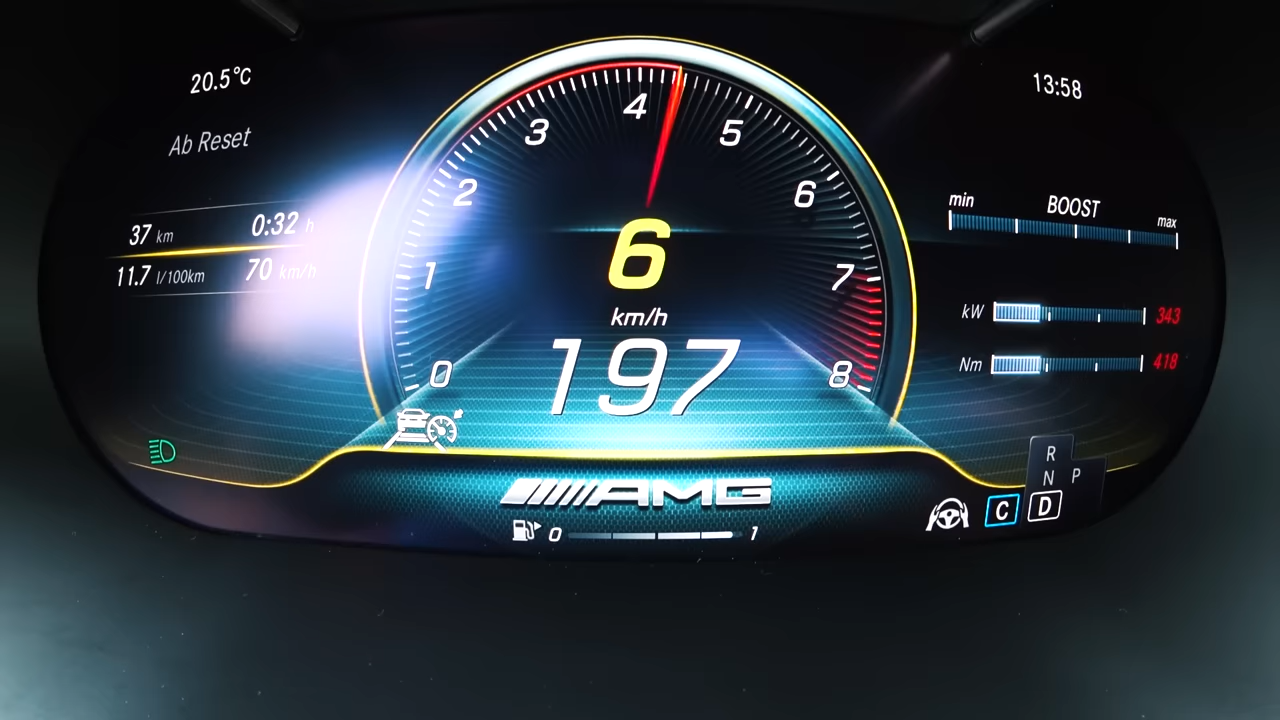 20.5°C
13:58
Ab Reset
37 km 0:32 h
11.7 l/100km 70 km/h
0
1
2
3
4
5
6
7
8
6
km/h
197
min BOOST max
kW 343
Nm 418
R
N P
C D
AMG
0 1